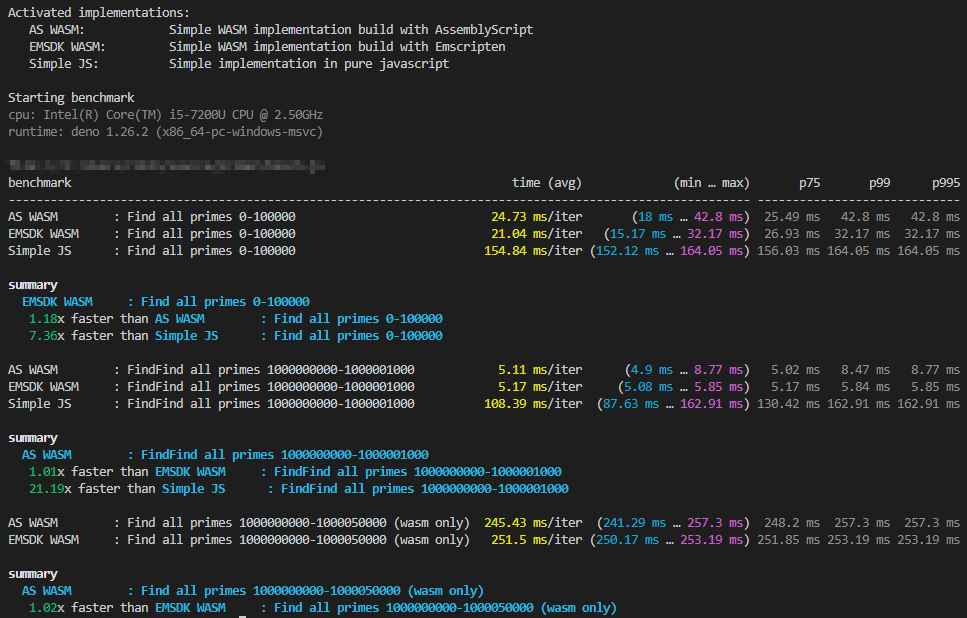 Activated implementations:
AS WASM: Simple WASM implementation build with AssemblyScript
EMSDK WASM: Simple WASM implementation build with Emscripten
Simple JS: Simple implementation in pure javascript
Starting benchmark
cpu: Intel(R) Core(TM) i5-7200U CPU @ 2.50GHz
runtime: deno 1.26.2 (x86_64-pc-windows-msvc)
benchmark time (avg) (min … max) p75 p99 p995
--------------------------------------------------------------------------------------------------------- -----------------------------
AS WASM : Find all primes 0-100000 24.73 ms/iter (18 ms … 42.8 ms) 25.49 ms 42.8 ms 42.8 ms
EMSDK WASM : Find all primes 0-100000 21.04 ms/iter (15.17 ms … 32.17 ms) 26.93 ms 32.17 ms 32.17 ms
Simple JS : Find all primes 0-100000 154.84 ms/iter (152.12 ms … 164.05 ms) 156.03 ms 164.05 ms 164.05 ms
summary
EMSDK WASM : Find all primes 0-100000
1.18x faster than AS WASM : Find all primes 0-100000
7.36x faster than Simple JS : Find all primes 0-100000
AS WASM : FindFind all primes 1000000000-1000001000 5.11 ms/iter (4.9 ms … 8.77 ms) 5.02 ms 8.47 ms 8.77 ms
EMSDK WASM : FindFind all primes 1000000000-1000001000 5.17 ms/iter (5.08 ms … 5.85 ms) 5.17 ms 5.84 ms 5.85 ms
Simple JS : FindFind all primes 1000000000-1000001000 108.39 ms/iter (87.63 ms … 162.91 ms) 130.42 ms 162.91 ms 162.91 ms
summary
AS WASM : FindFind all primes 1000000000-1000001000
1.01x faster than EMSDK WASM : FindFind all primes 1000000000-1000001000
21.19x faster than Simple JS : FindFind all primes 1000000000-1000001000
AS WASM : Find all primes 1000000000-1000050000 (wasm only) 245.43 ms/iter (241.29 ms … 257.3 ms) 248.2 ms 257.3 ms 257.3 ms
EMSDK WASM : Find all primes 1000000000-1000050000 (wasm only) 251.5 ms/iter (250.17 ms … 253.19 ms) 251.85 ms 253.19 ms 253.19 ms
summary
AS WASM : Find all primes 1000000000-1000050000 (wasm only)
1.02x faster than EMSDK WASM : Find all primes 1000000000-1000050000 (wasm only)